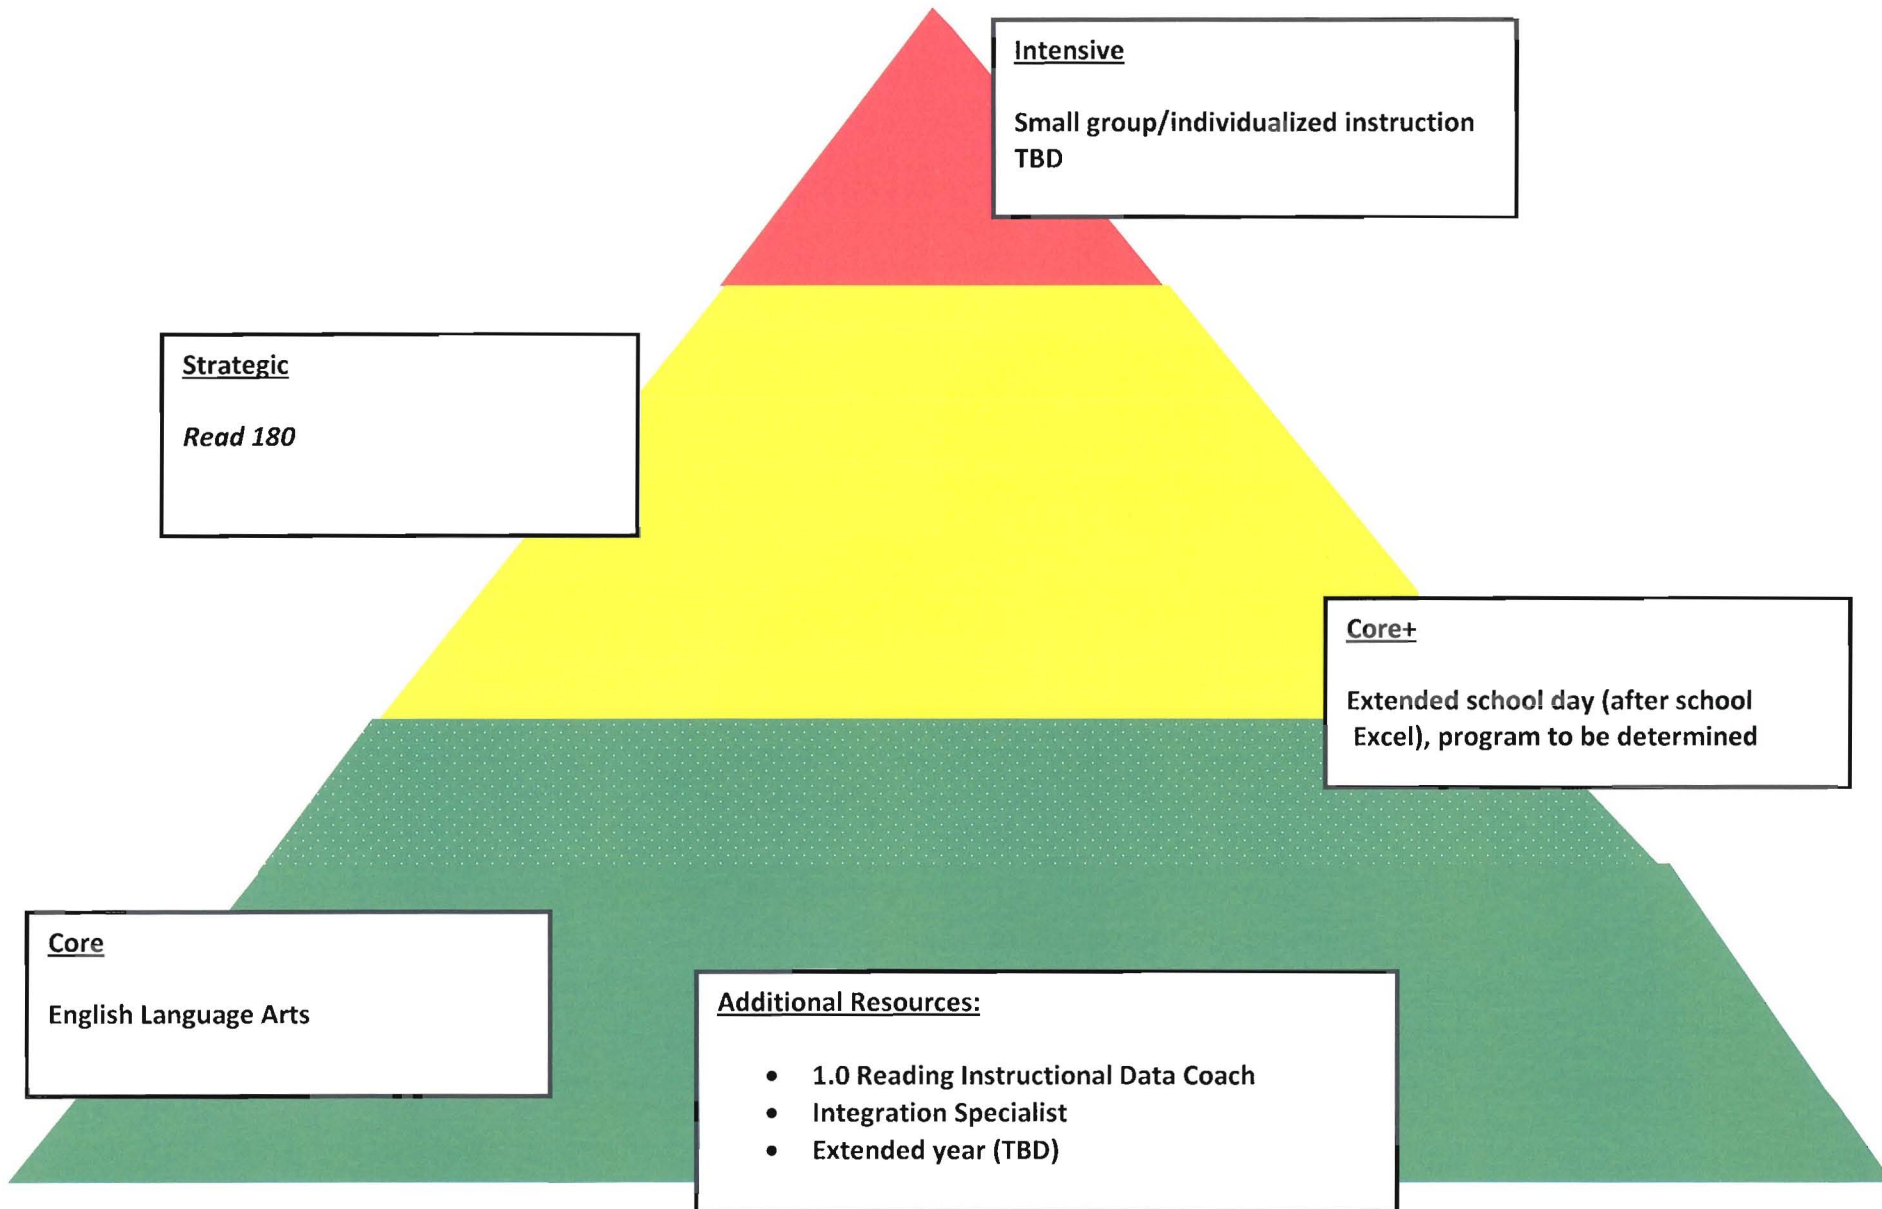 Intensive
Small group/individualized instruction
TBD
Strategic
Read 180
Core+
Extended school day (after school
Excel), program to be determined
Core
English Language Arts
Additional Resources:
• 1.0 Reading Instructional Data Coach
• Integration Specialist
• Extended year (TBD)